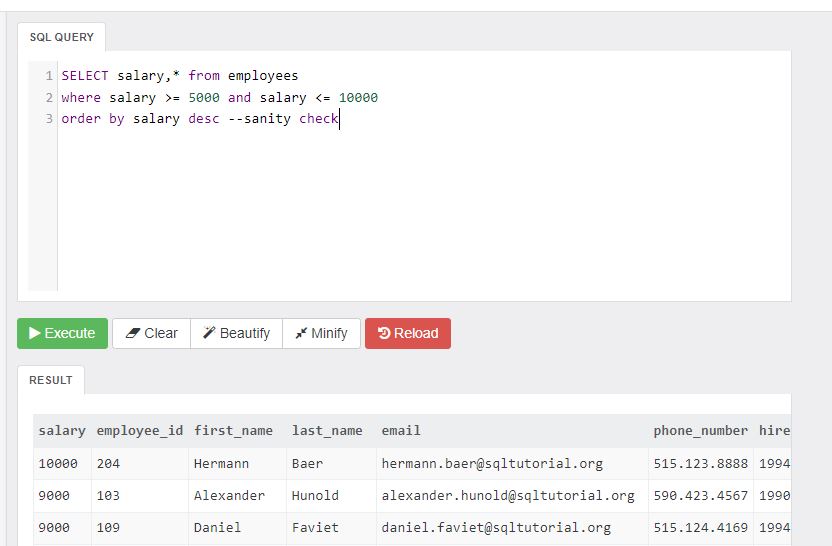 SQL QUERY
1 SELECT salary,* from employees
2 where salary >= 5000 and salary <= 10000
3 order by salary desc --sanity check
Execute Clear Beautify Minify Reload
RESULT
salary employee_id first_name last_name email phone_number hire
10000 204 Hermann Baer hermann.baer@sqltutorial.org 515.123.8888 1994
9000 103 Alexander Hunold alexander.hunold@sqltutorial.org 590.423.4567 1990
9000 109 Daniel Faviet daniel.faviet@sqltutorial.org 515.124.4169 1994